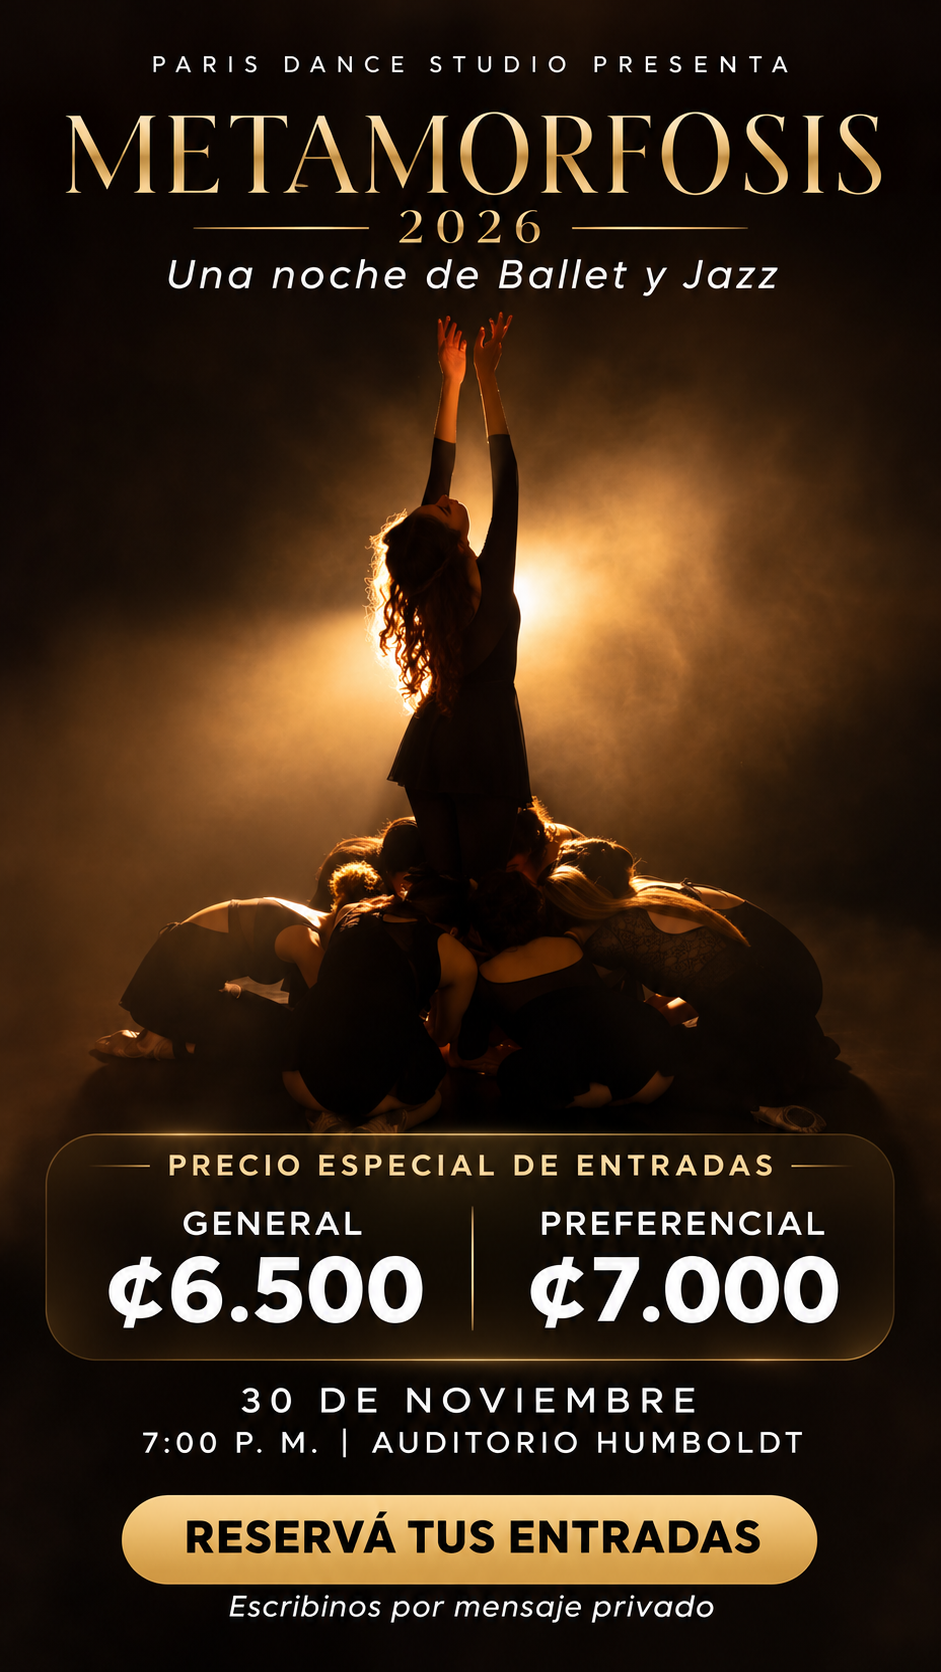 PARIS DANCE STUDIO PRESENTA
METAMORFOSIS
2026
Una noche de Ballet y Jazz
PRECIO ESPECIAL DE ENTRADAS
GENERAL
₡6.500
PREFERENCIAL
₡7.000
30 DE NOVIEMBRE
7:00 P. M. | AUDITORIO HUMBOLDT
RESERVÁ TUS ENTRADAS
Escribinos por mensaje privado